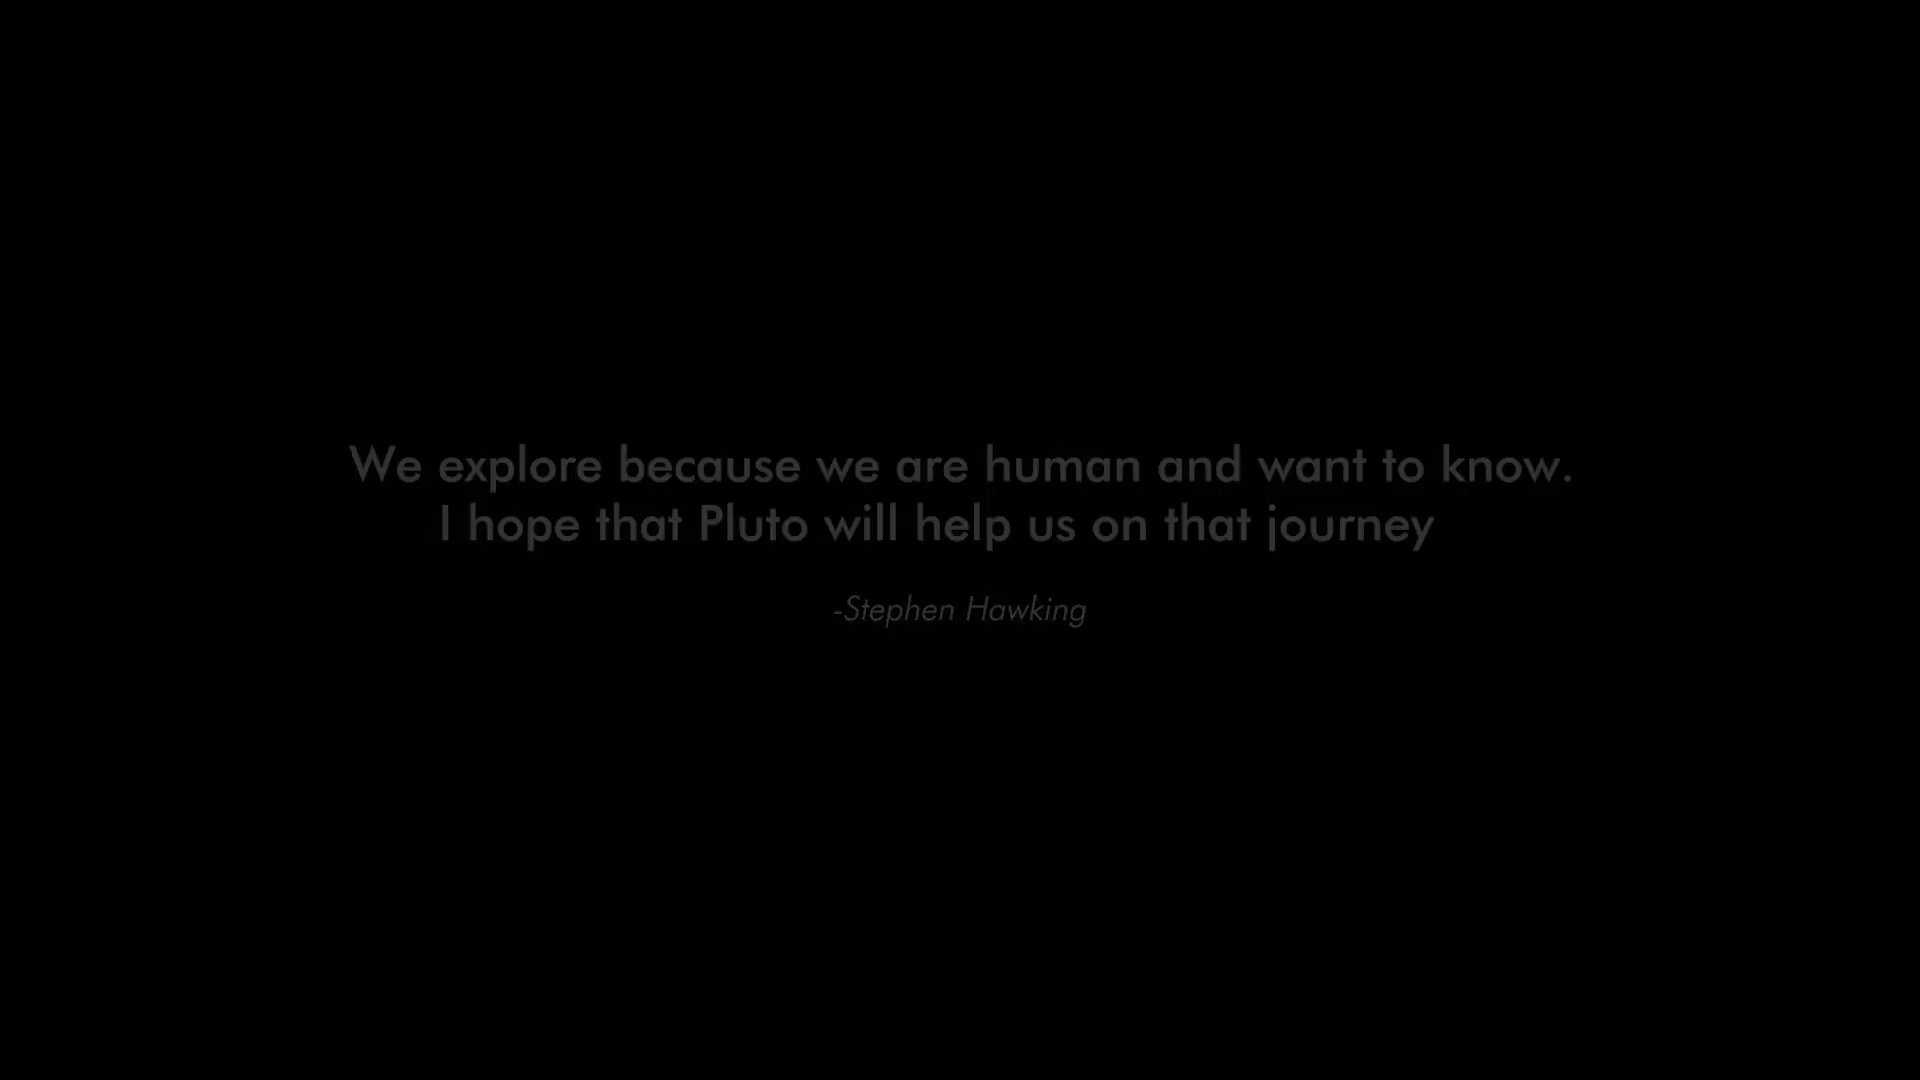 We explore because we are human and want to know.
I hope that Pluto will help us on that journey
-Stephen Hawking